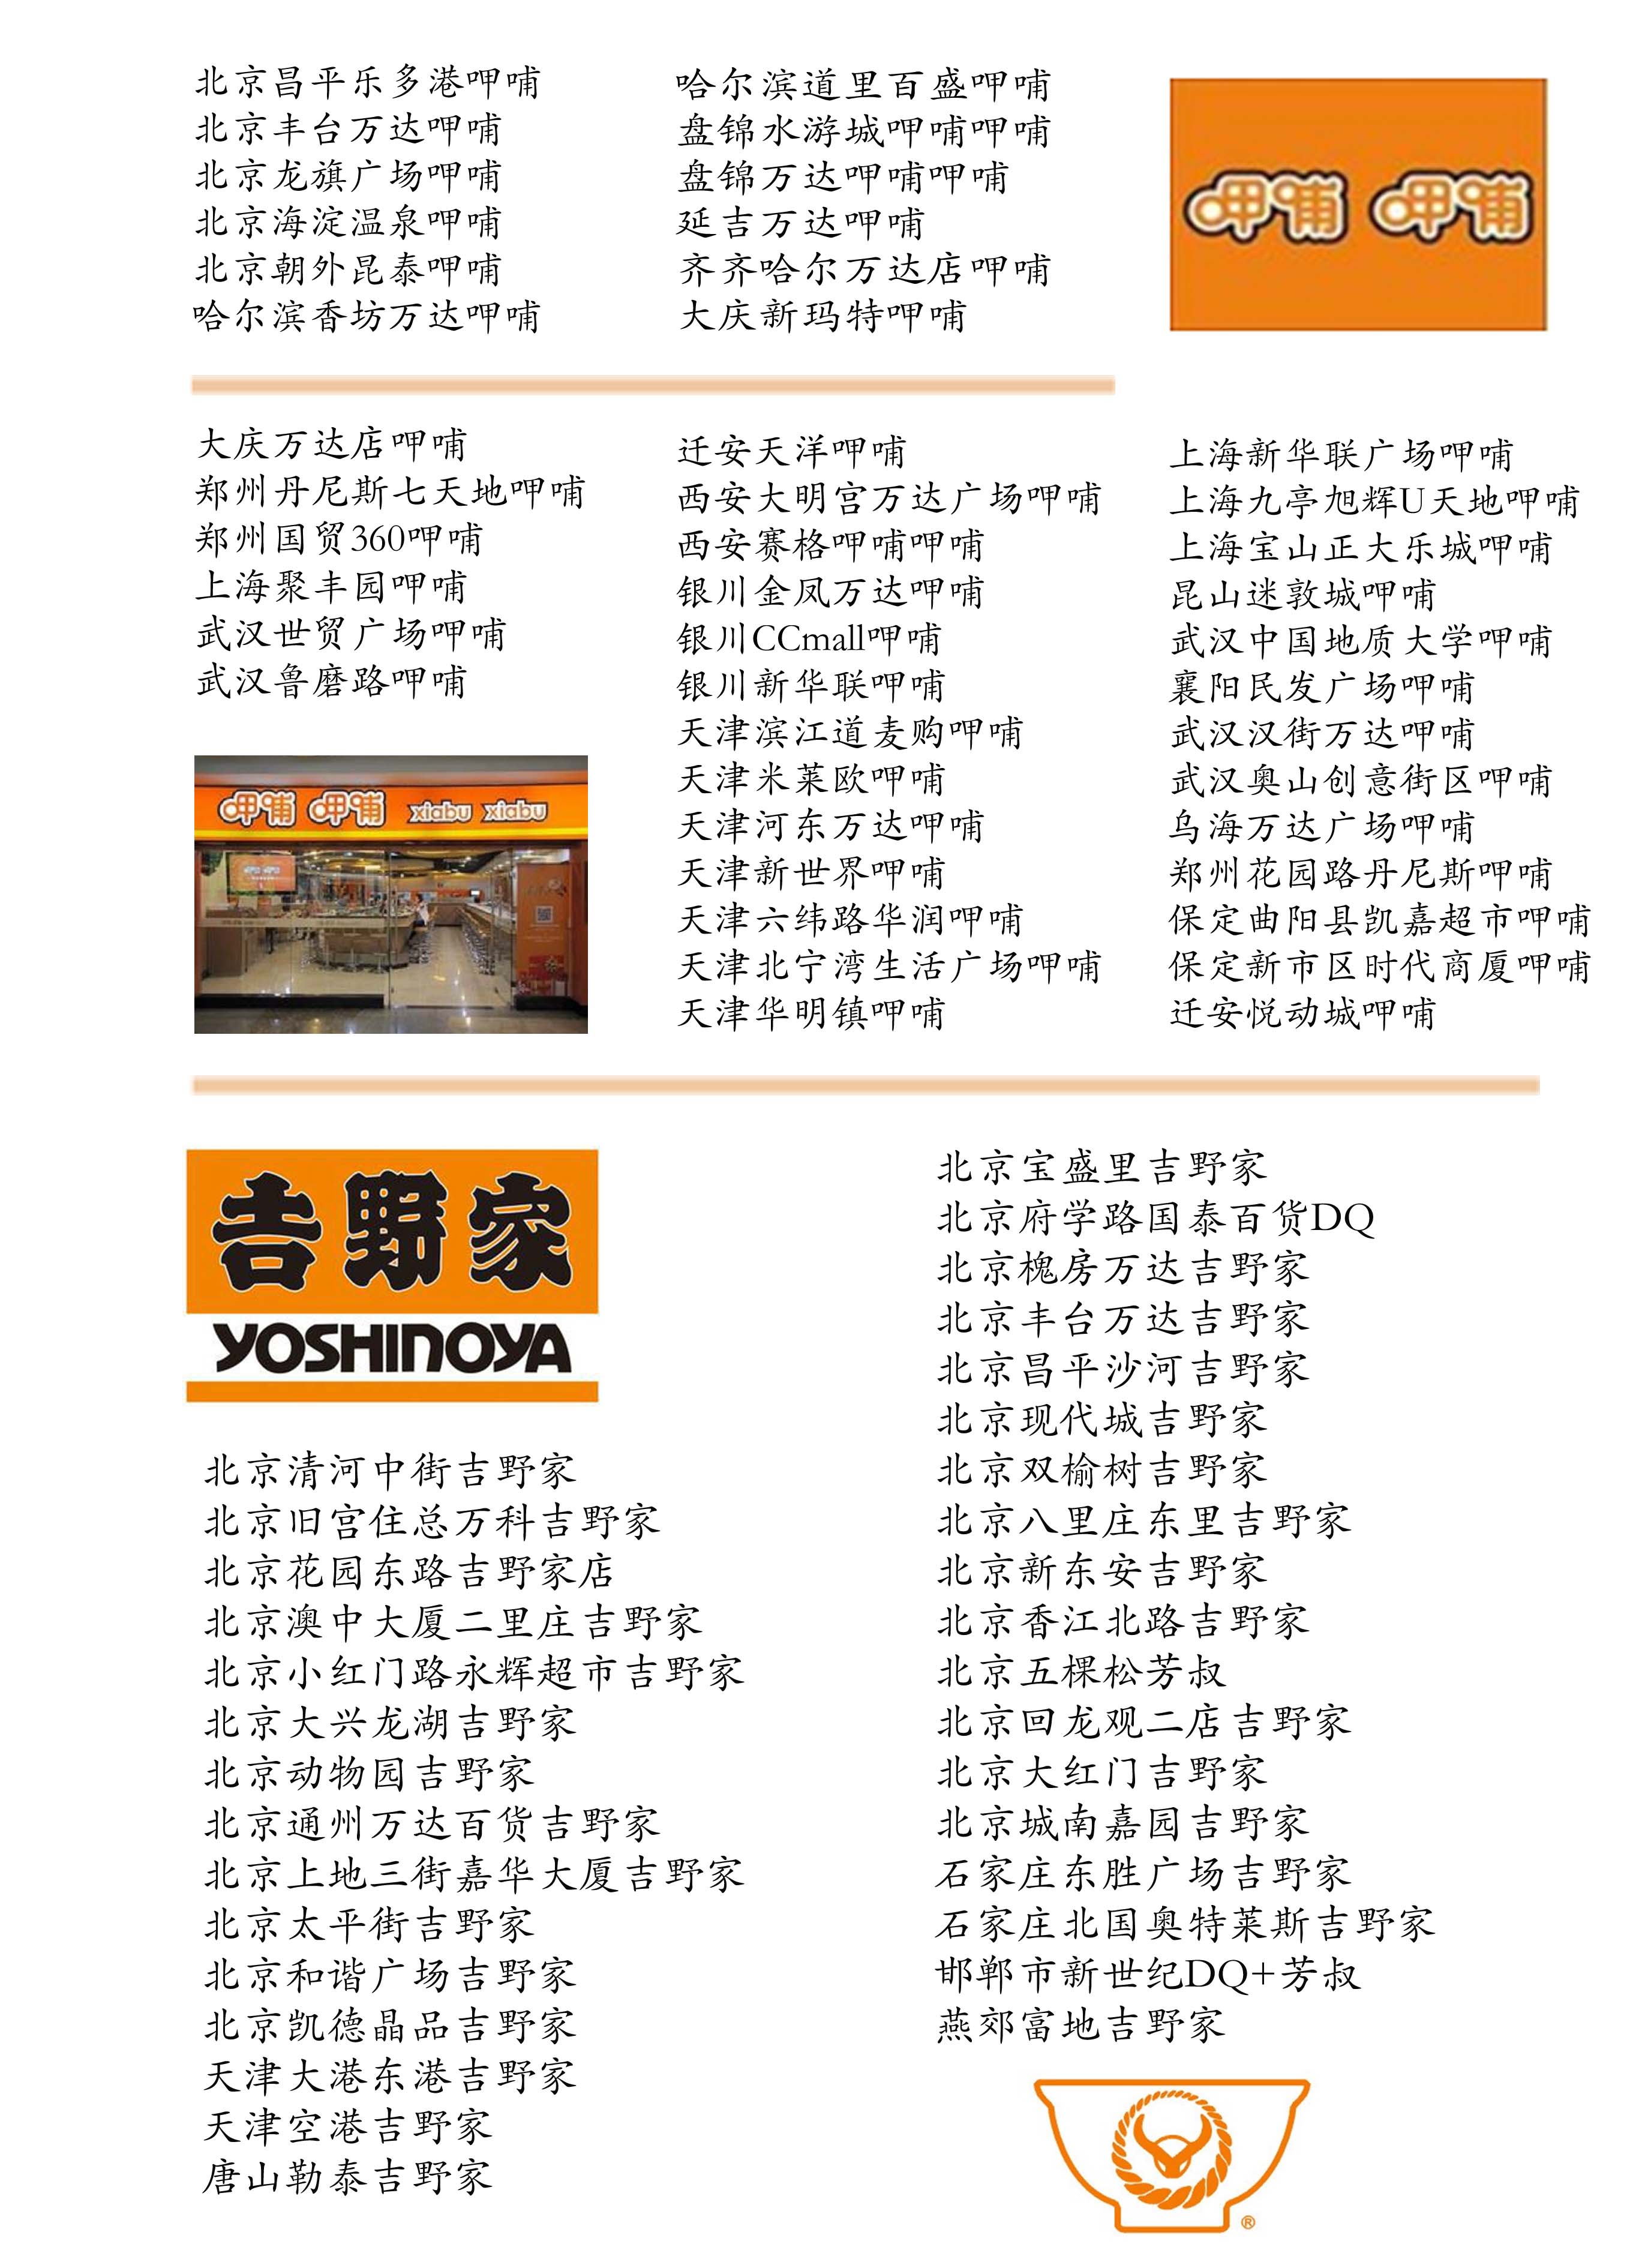 北京昌平乐多港呷哺
北京丰台万达呷哺
北京龙旗广场呷哺
北京海淀温泉呷哺
北京朝外昆泰呷哺
哈尔滨香坊万达呷哺
哈尔滨道里百盛呷哺
盘锦水游城呷哺呷哺
盘锦万达呷哺呷哺
延吉万达呷哺
齐齐哈尔万达店呷哺
大庆新玛特呷哺
呷哺 呷哺
大庆万达店呷哺
郑州丹尼斯七天地呷哺
郑州国贸360呷哺
上海聚丰园呷哺
武汉世贸广场呷哺
武汉鲁磨路呷哺
呷哺 呷哺 xiabu xiabu
迁安天洋呷哺
西安大明宫万达广场呷哺
西安赛格呷哺呷哺
银川金凤万达呷哺
银川CCmall呷哺
银川新华联呷哺
天津滨江道麦购呷哺
天津米莱欧呷哺
天津河东万达呷哺
天津新世界呷哺
天津六纬路华润呷哺
天津北宁湾生活广场呷哺
天津华明镇呷哺
上海新华联广场呷哺
上海九亭旭辉U天地呷哺
上海宝山正大乐城呷哺
昆山迷敦城呷哺
武汉中国地质大学呷哺
襄阳民发广场呷哺
武汉汉街万达呷哺
武汉奥山创意街区呷哺
乌海万达广场呷哺
郑州花园路丹尼斯呷哺
保定曲阳县凯嘉超市呷哺
保定新市区时代商厦呷哺
迁安悦动城呷哺
吉野家
YOSHINOYA
北京清河中街吉野家
北京旧宫住总万科吉野家
北京花园东路吉野家店
北京澳中大厦二里庄吉野家
北京小红门路永辉超市吉野家
北京大兴龙湖吉野家
北京动物园吉野家
北京通州万达百货吉野家
北京上地三街嘉华大厦吉野家
北京太平街吉野家
北京和谐广场吉野家
北京凯德晶品吉野家
天津大港东港吉野家
天津空港吉野家
唐山勒泰吉野家
北京宝盛里吉野家
北京府学路国泰百货DQ
北京槐房万达吉野家
北京丰台万达吉野家
北京昌平沙河吉野家
北京现代城吉野家
北京双榆树吉野家
北京八里庄东里吉野家
北京新东安吉野家
北京香江北路吉野家
北京五棵松芳叔
北京回龙观二店吉野家
北京大红门吉野家
北京城南嘉园吉野家
石家庄东胜广场吉野家
石家庄北国奥特莱斯吉野家
邯郸市新世纪DQ+芳叔
燕郊富地吉野家
®